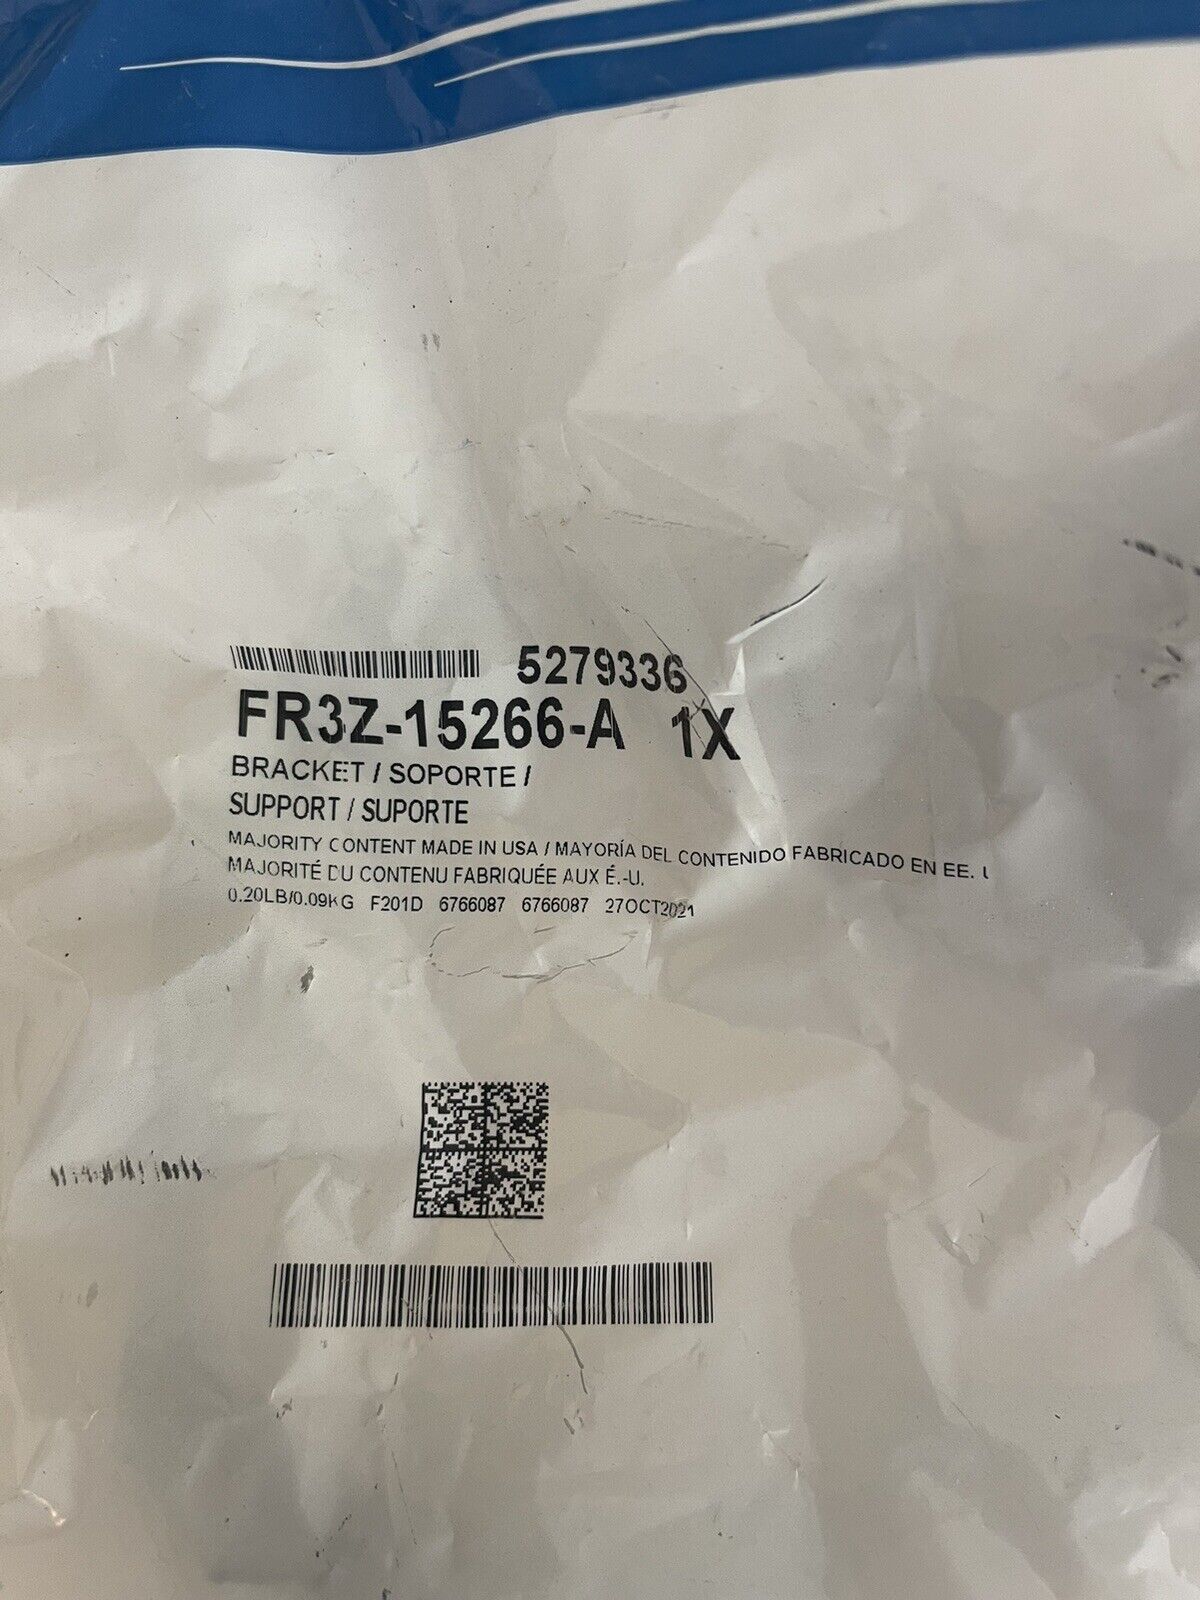 5279336
FR3Z-15266-A 1X
BRACKET / SOPORTE /
SUPPORT / SUPORTE
MAJORITY CONTENT MADE IN USA / MAYORÍA DEL CONTENIDO FABRICADO EN EE.
MAJORITÉ DU CONTENU FABRIQUÉE AUX É.-U.
0.20LB/0.09KG F201D 6766087 6766087 27OCT2021